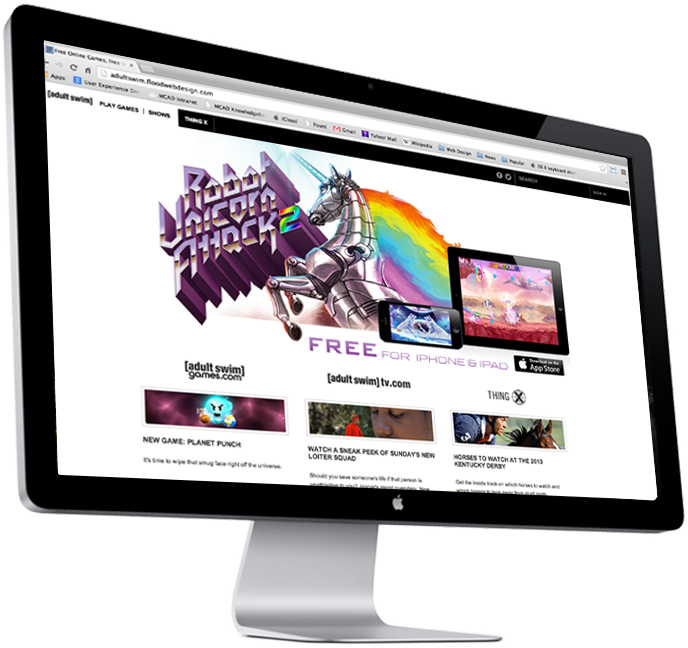 Free Online Games, Free
adultswim.floodwebdesign.com
Apps
User Experience De
MCAD Intranet
MCAD Knowledge
iCloud
Gmail
Yahoo! Mail
Wikipedia
Web Design
News
Popular
OS X keyboard
[adult swim]
PLAY GAMES | SHOWS
THING X
SEARCH
SIGN IN
Robot
Unicorn
Attack 2
FREE FOR IPHONE & IPAD
Download on the
App Store
[adult swim]
games.com
[adult swim] tv.com
THING X
NEW GAME: PLANET PUNCH
It's time to wipe that smug face right off the universe.
WATCH A SNEAK PEEK OF SUNDAY'S NEW
LOITER SQUAD
Should you save someone's life if that person is
HORSES TO WATCH AT THE 2013
KENTUCKY DERBY
Get the inside track on which horses to watch and